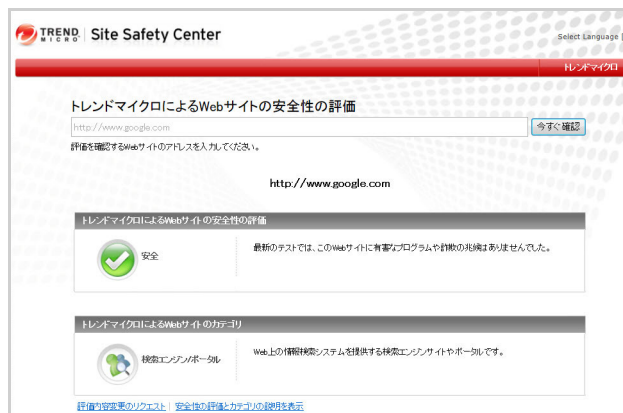 TREND MICRO Site Safety Center
Select Language
トレンドマイクロ
トレンドマイクロによるWebサイトの安全性の評価
http://www.google.com
今すぐ確認
評価を確認するWebサイトのアドレスを入力してください。
http://www.google.com
トレンドマイクロによるWebサイトの安全性の評価
安全
最新のテストでは、このWebサイトに有害なプログラムや詐欺の兆候はありませんでした。
トレンドマイクロによるWebサイトのカテゴリ
検索エンジン/ポータル
Web上の情報検索システムを提供する検索エンジンサイトやポータルです。
評価内容変更のリクエスト | 安全性の評価とカテゴリの説明を表示